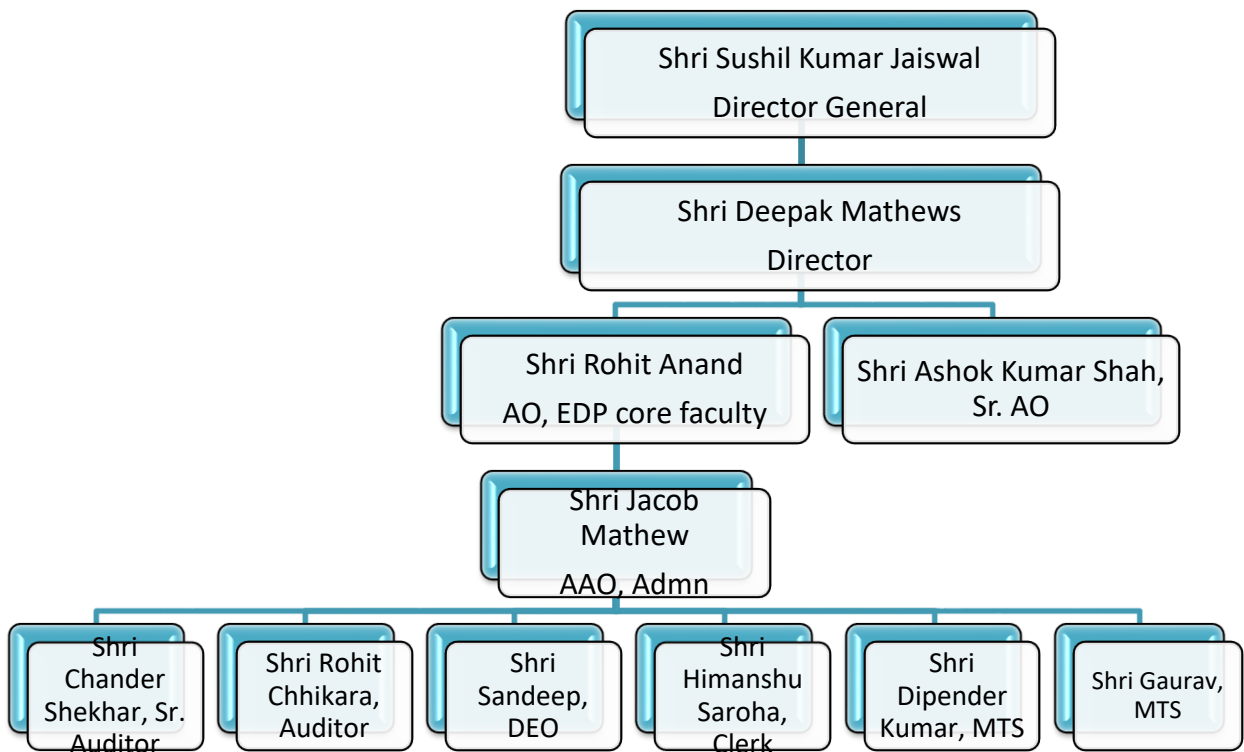 Shri Sushil Kumar Jaiswal
Director General
Shri Deepak Mathews
Director
Shri Rohit Anand
AO, EDP core faculty
Shri Ashok Kumar Shah,
Sr. AO
Shri Jacob
Mathew
AAO, Admn
Shri
Chander
Shekhar, Sr.
Auditor
Shri Rohit
Chhikara,
Auditor
Shri
Sandeep,
DEO
Shri
Himanshu
Saroha,
Clerk
Shri
Dipender
Kumar, MTS
Shri Gaurav,
MTS